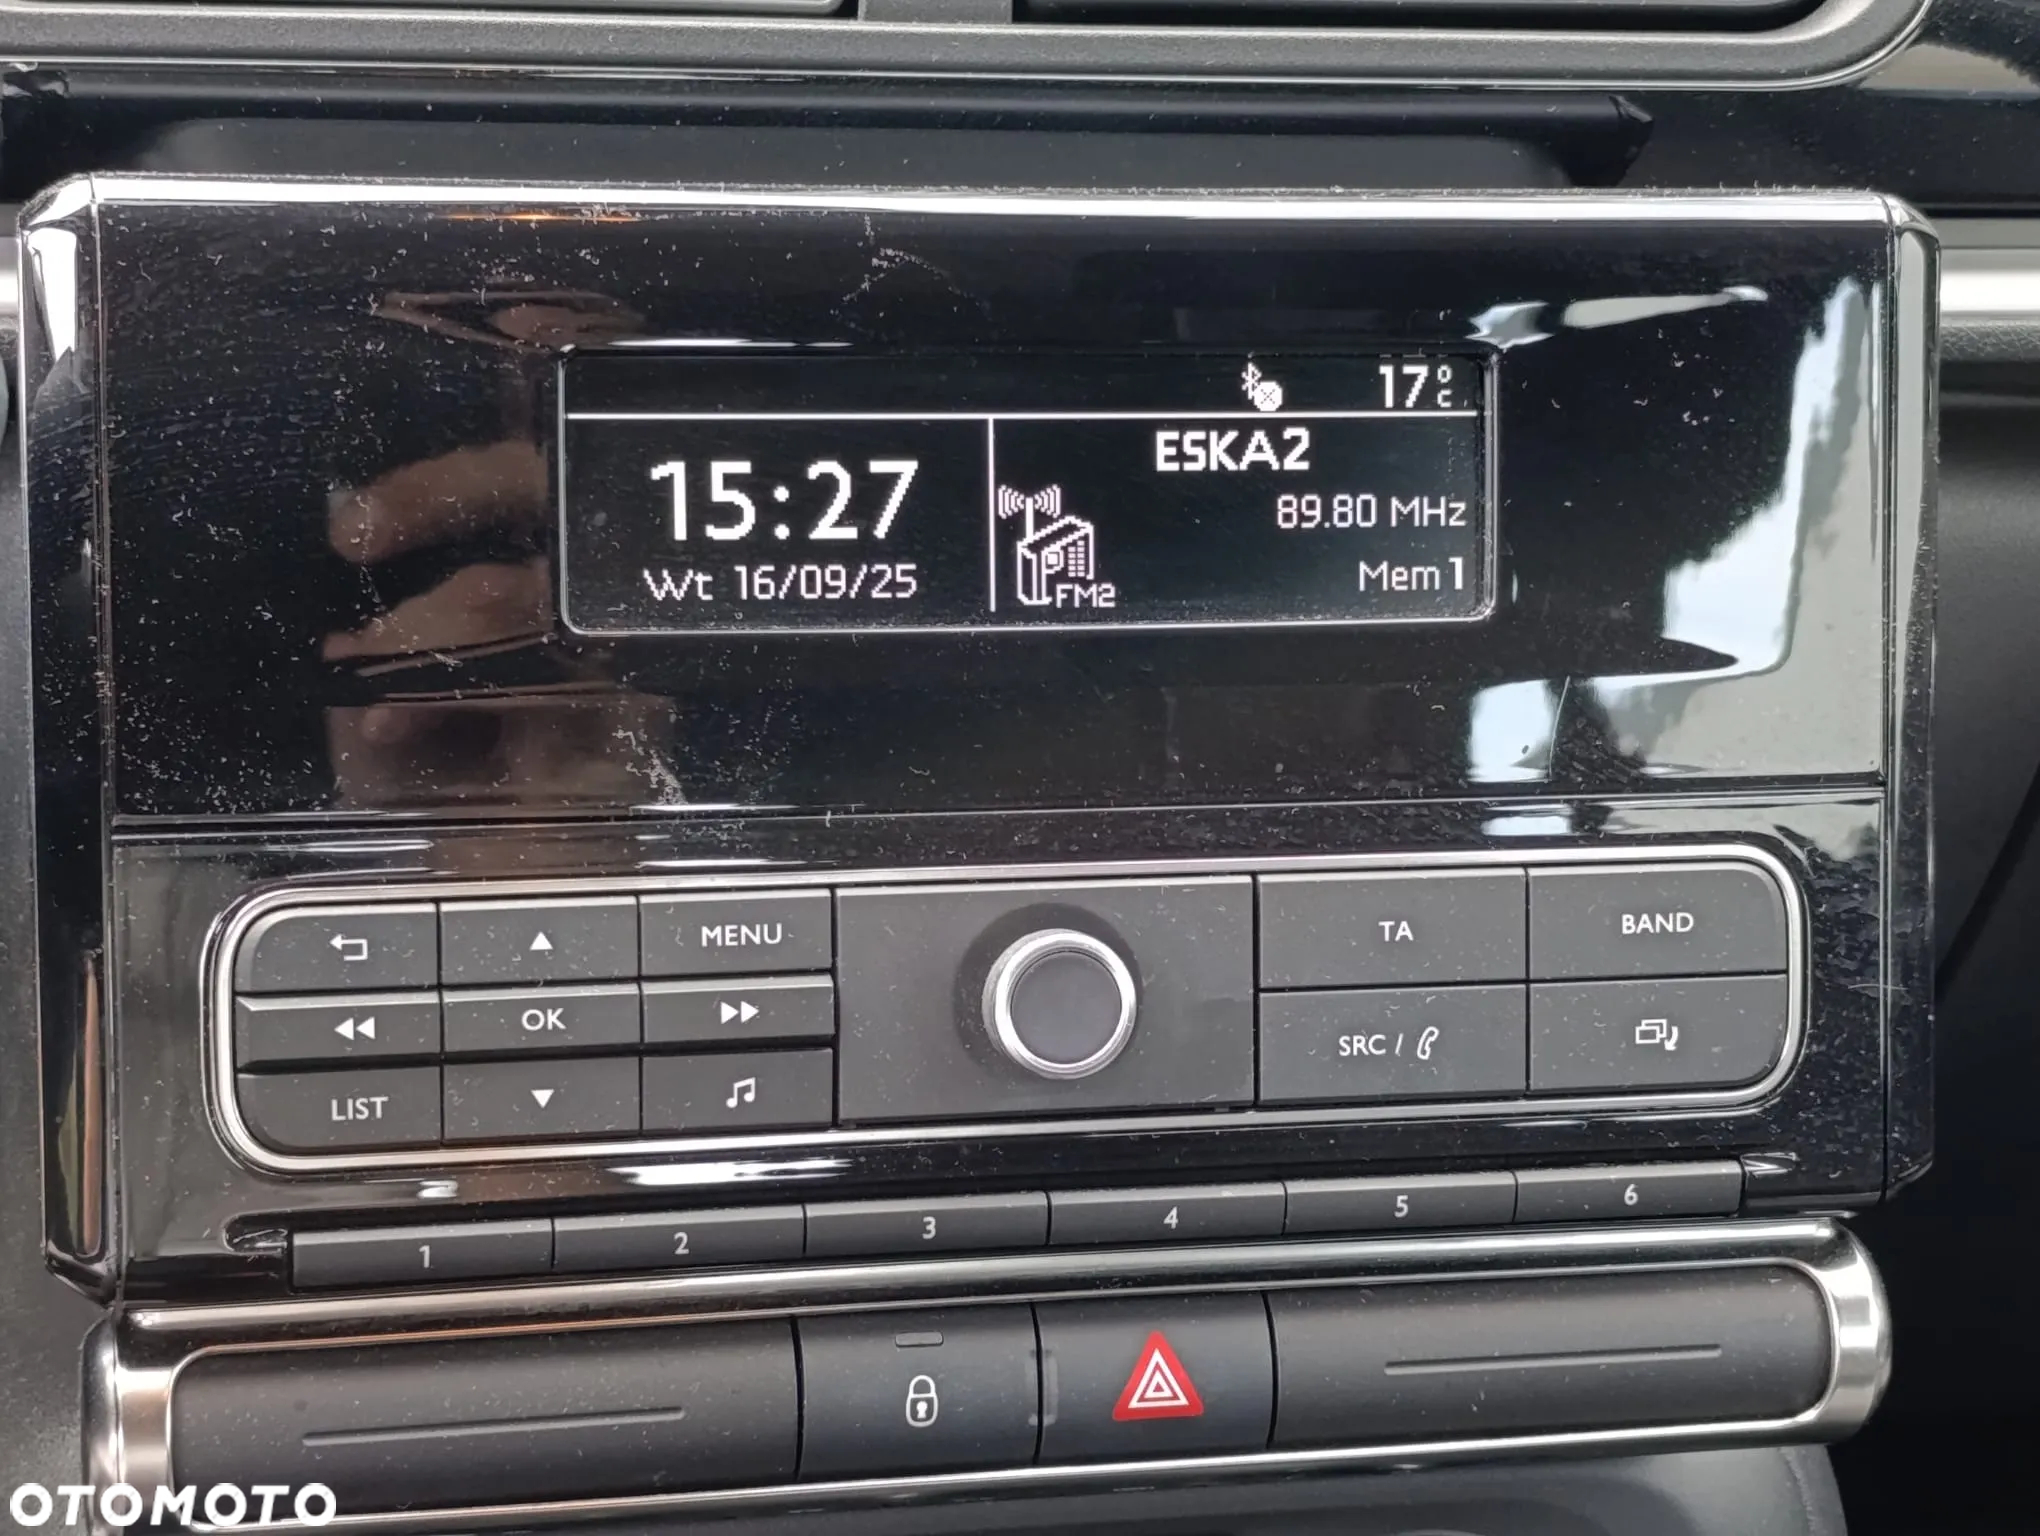 17°C
ESKA2
15:27
89.80 MHz
Wt 16/09/25
FM2
Mem 1
MENU
TA
BAND
OK
SRC /
LIST
1
2
3
4
5
6
OTOMOTO